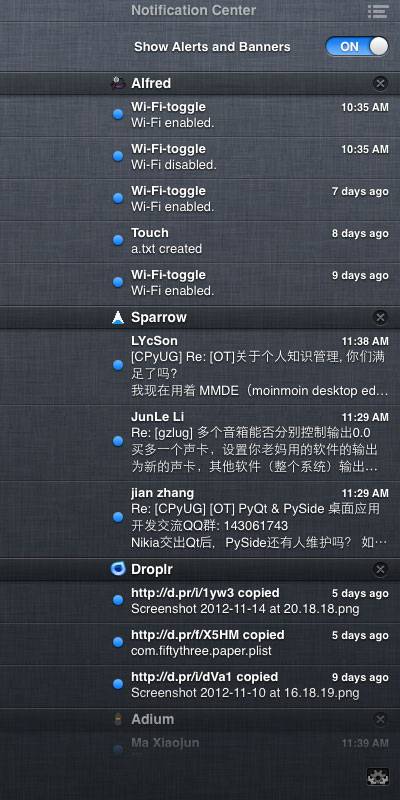 Notification Center
Show Alerts and Banners ON
Alfred
Wi-Fi-toggle 10:35 AM
Wi-Fi enabled.
Wi-Fi-toggle 10:35 AM
Wi-Fi disabled.
Wi-Fi-toggle 7 days ago
Wi-Fi enabled.
Touch 8 days ago
a.txt created
Wi-Fi-toggle 9 days ago
Wi-Fi enabled.
Sparrow
LYcSon 11:38 AM
[CPyUG] Re: [OT]关于个人知识管理, 你们满
足了吗?
我现在用着 MMDE（moinmoin desktop ed…
JunLe Li 11:29 AM
Re: [gzlug] 多个音箱能否分别控制输出0.0
买多一个声卡，设置你老妈用的软件的输出
为新的声卡，其他软件（整个系统）输出…
jian zhang 11:29 AM
Re: [CPyUG] [OT] PyQt & PySide 桌面应用
开发交流QQ群: 143061743
Nikia交出Qt后，PySide还有人维护吗？ 如…
Droplr
http://d.pr/i/1yw3 copied 5 days ago
Screenshot 2012-11-14 at 20.18.18.png
http://d.pr/f/X5HM copied 5 days ago
com.fiftythree.paper.plist
http://d.pr/i/dVa1 copied 9 days ago
Screenshot 2012-11-10 at 16.18.19.png
Adium
Ma Xiaojun 11:39 AM